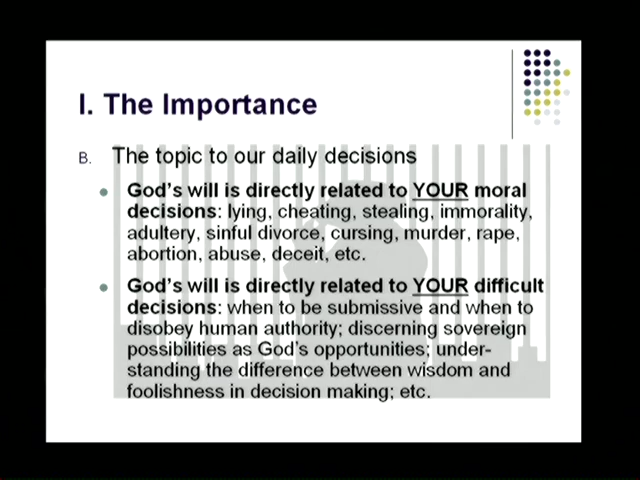 I. The Importance
B. The topic to our daily decisions
● God's will is directly related to YOUR moral
decisions: lying, cheating, stealing, immorality,
adultery, sinful divorce, cursing, murder, rape,
abortion, abuse, deceit, etc.
● God's will is directly related to YOUR difficult
decisions: when to be submissive and when to
disobey human authority; discerning sovereign
possibilities as God's opportunities; under-
standing the difference between wisdom and
foolishness in decision making; etc.